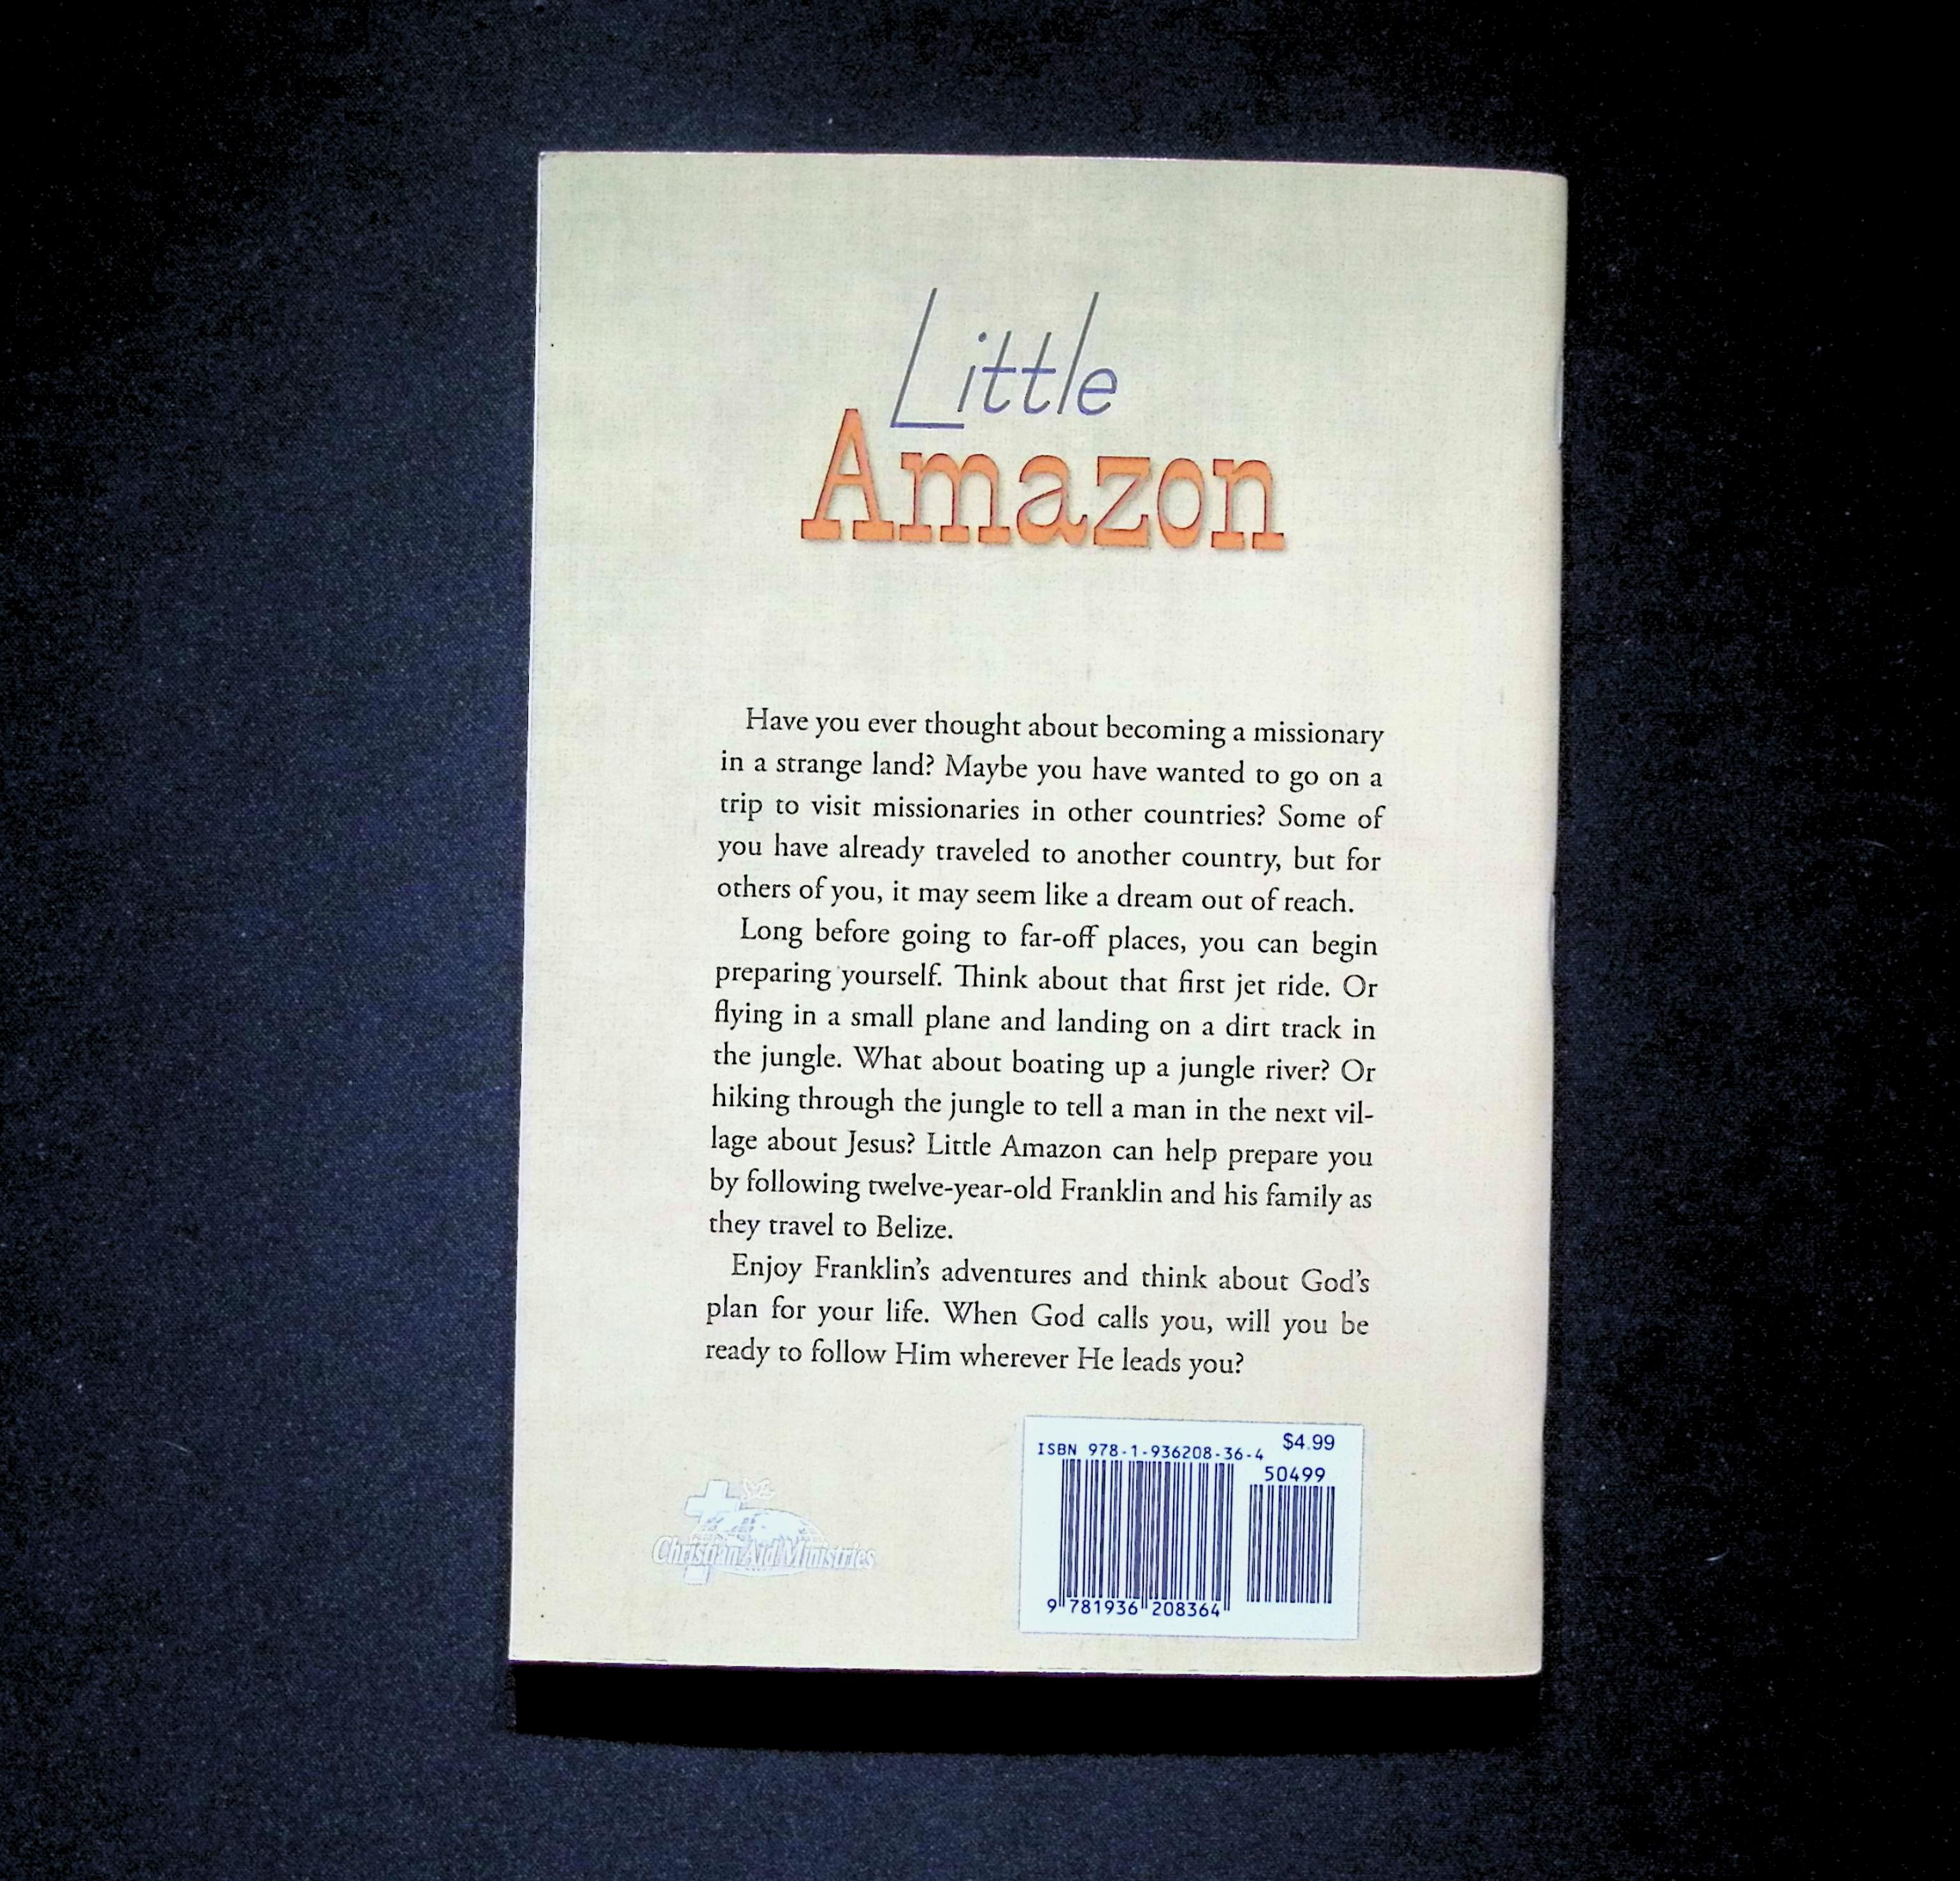 Little
Amazon
Have you ever thought about becoming a missionary
in a strange land? Maybe you have wanted to go on a
trip to visit missionaries in other countries? Some of
you have already traveled to another country, but for
others of you, it may seem like a dream out of reach.
Long before going to far-off places, you can begin
preparing yourself. Think about that first jet ride. Or
flying in a small plane and landing on a dirt track in
the jungle. What about boating up a jungle river? Or
hiking through the jungle to tell a man in the next vil-
lage about Jesus? Little Amazon can help prepare you
by following twelve-year-old Franklin and his family as
they travel to Belize.
Enjoy Franklin's adventures and think about God's
plan for your life. When God calls you, will you be
ready to follow Him wherever He leads you?
Christian Aid Ministries
ISBN 978-1-936208-36-4 $4.99
50499
9 781936 208364